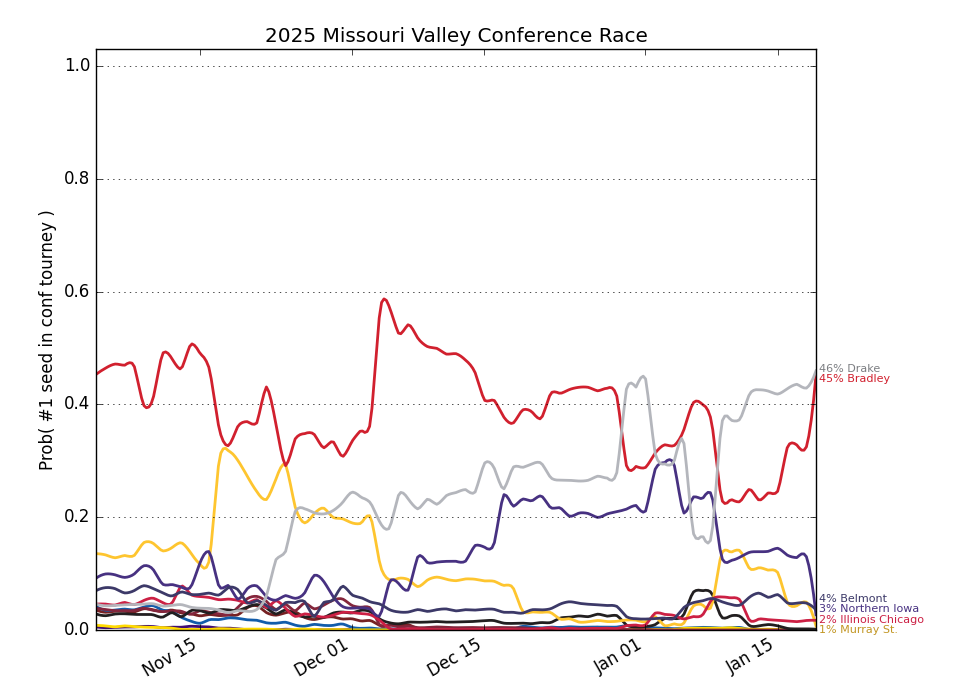 2025 Missouri Valley Conference Race
Prob( #1 seed in conf tourney )
1.0
0.8
0.6
0.4
0.2
0.0
Nov 15
Dec 01
Dec 15
Jan 01
Jan 15
46% Drake
45% Bradley
4% Belmont
3% Northern Iowa
2% Illinois Chicago
1% Murray St.